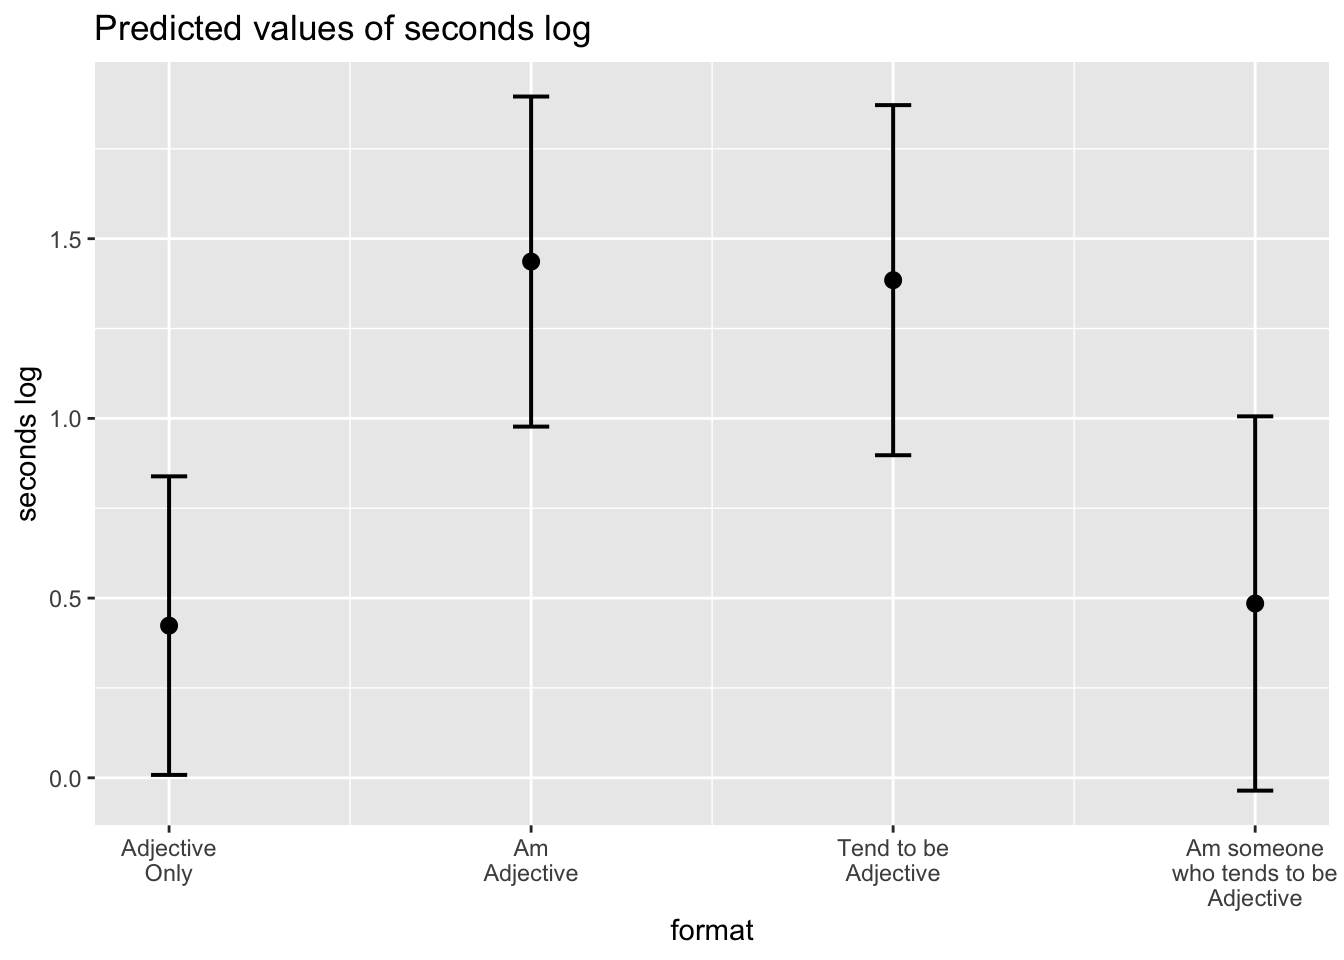 Predicted values of seconds log
seconds log
1.5
1.0
0.5
0.0
Adjective
Only
Am
Adjective
Tend to be
Adjective
Am someone
who tends to be
Adjective
format